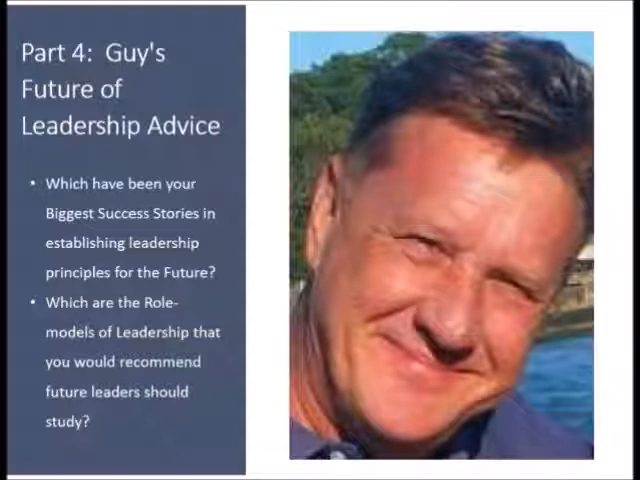 Part 4:  Guy's
Future of
Leadership Advice
• Which have been your
Biggest Success Stories in
establishing leadership
principles for the Future?
• Which are the Role-
models of Leadership that
you would recommend
future leaders should
study?